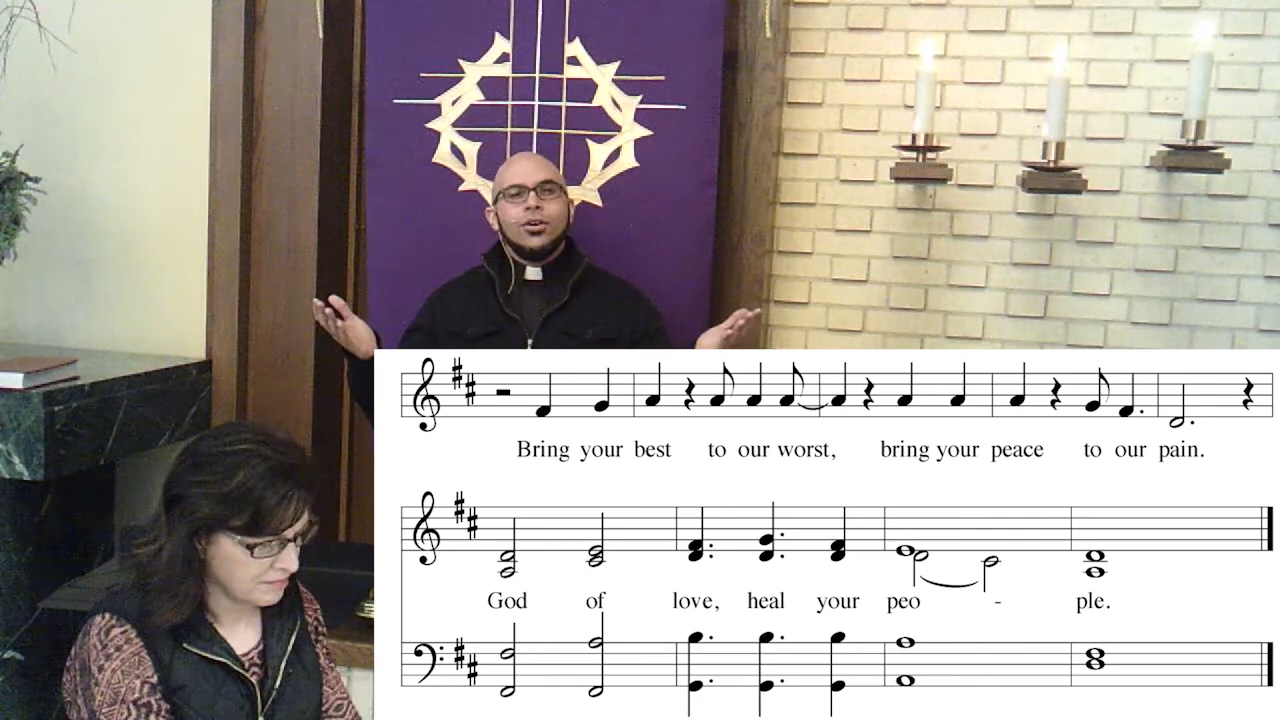 Bring your best to our worst, bring your peace to our pain.
God of love, heal your peo - ple.